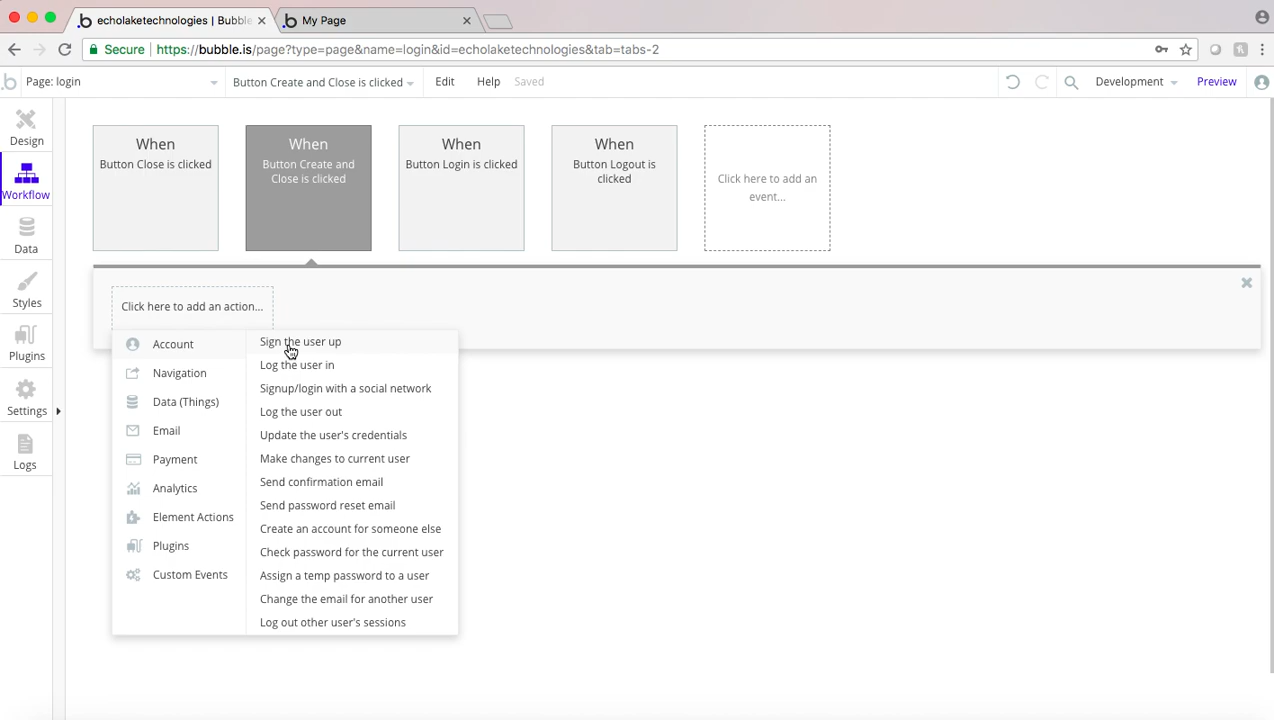 echolaketechnologies | Bubble
My Page
Secure https://bubble.is/page?type=page&name=login&id=echolaketechnologies&tab=tabs-2
Page: login
Button Create and Close is clicked
Edit
Help
Saved
Development
Preview
Design
Workflow
Data
Styles
Plugins
Settings
Logs
When
Button Close is clicked
When
Button Create and
Close is clicked
When
Button Login is clicked
When
Button Logout is
clicked
Click here to add an
event...
Click here to add an action...
Account
Navigation
Data (Things)
Email
Payment
Analytics
Element Actions
Plugins
Custom Events
Sign the user up
Log the user in
Signup/login with a social network
Log the user out
Update the user's credentials
Make changes to current user
Send confirmation email
Send password reset email
Create an account for someone else
Check password for the current user
Assign a temp password to a user
Change the email for another user
Log out other user's sessions